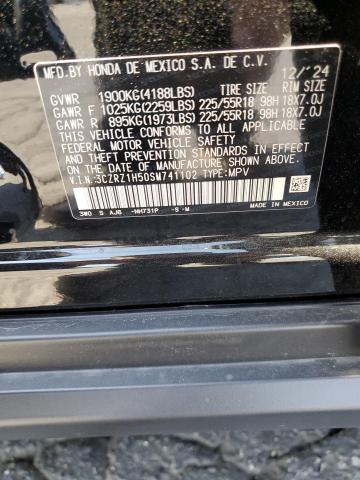 MFD.BY HONDA DE MEXICO S.A. DE C.V. 12/'24
GVWR 1900KG(4188LBS) TIRE SIZE RIM SIZE
GAWR F 1025KG(2259LBS) 225/55R18 98H 18X7.0J
GAWR R 895KG(1973LBS) 225/55R18 98H 18X7.0J
THIS VEHICLE CONFORMS TO ALL APPLICABLE
FEDERAL MOTOR VEHICLE SAFETY AND THEFT
PREVENTION STANDARDS IN EFFECT ON THE DATE OF
MANUFACTURE SHOWN ABOVE.
V.I.N.:3CZRZ1H50SM741102 TYPE:MPV
3W0 S AJ6 -NH731P -S -M
MADE IN MEXICO